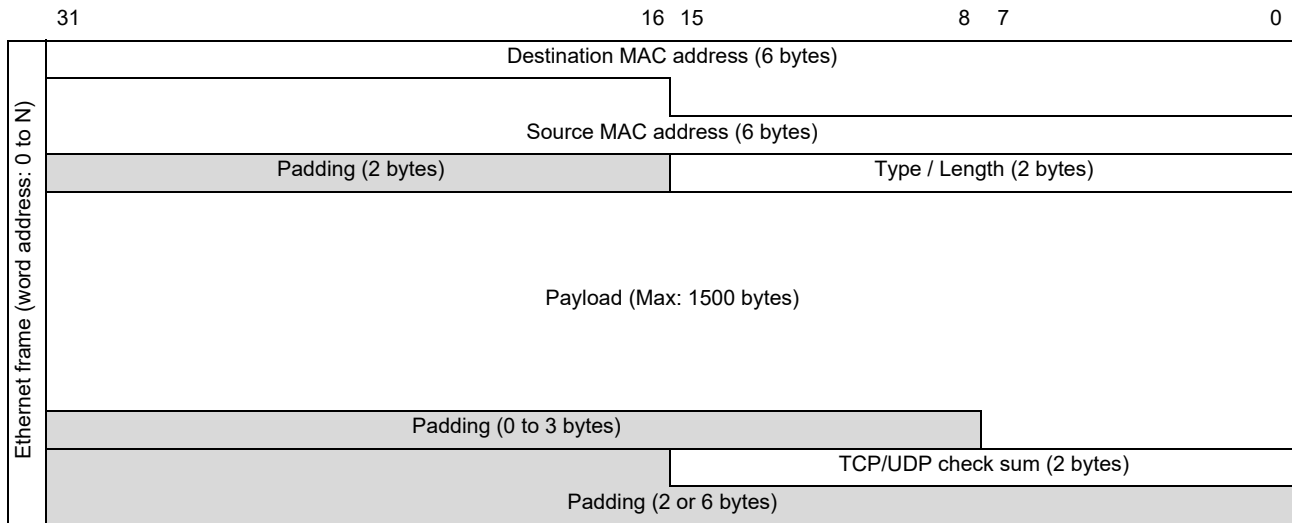 31 16 15 8 7 0
Ethernet frame (word address: 0 to N)
Destination MAC address (6 bytes)
Source MAC address (6 bytes)
Padding (2 bytes) Type / Length (2 bytes)
Payload (Max: 1500 bytes)
Padding (0 to 3 bytes)
TCP/UDP check sum (2 bytes)
Padding (2 or 6 bytes)